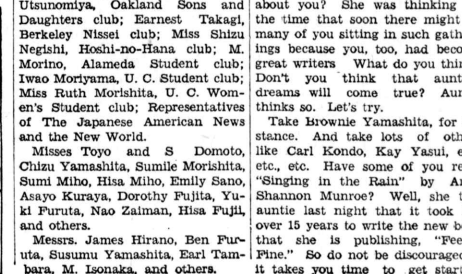 Utsunomiya, Oakland Sons and
Daughters club; Earnest Takagi,
Berkeley Nissei club; Miss Shizu
Negishi, Hoshi-no-Hana club; M.
Morino, Alameda Student club;
Iwao Moriyama, U. C. Student club;
Miss Ruth Morishita, U. C. Wom-
en's Student club; Representatives
of The Japanese American News
and the New World.
Misses Toyo and S Domoto,
Chizu Yamashita, Sumile Morishita,
Sumi Miho, Hisa Miho, Emily Sano,
Asayo Kuraya, Dorothy Fujita, Yu-
ki Furuta, Nao Zaiman, Hisa Fujii,
and others.
Messrs. James Hirano, Ben Fur-
uta, Susumu Yamashita, Earl Tam-
bara, M. Isonaka, and others.
about you? She was thinking
the time that soon there might
many of you sitting in such gath
ings because you, too, had beco
great writers What do you thin
Don't you think that aunt
dreams will come true? Aun
thinks so. Let's try.
Take Brownie Yamashita, for
stance. And take lots of oth
like Carl Kondo, Kay Yasui, e
etc., etc. Have some of you re
"Singing in the Rain" by A
Shannon Munroe? Well, she t
auntie last night that it took
over 15 years to write the new b
that she is publishing, "Fee
Fine." So do not be discourage
it takes you time to get star